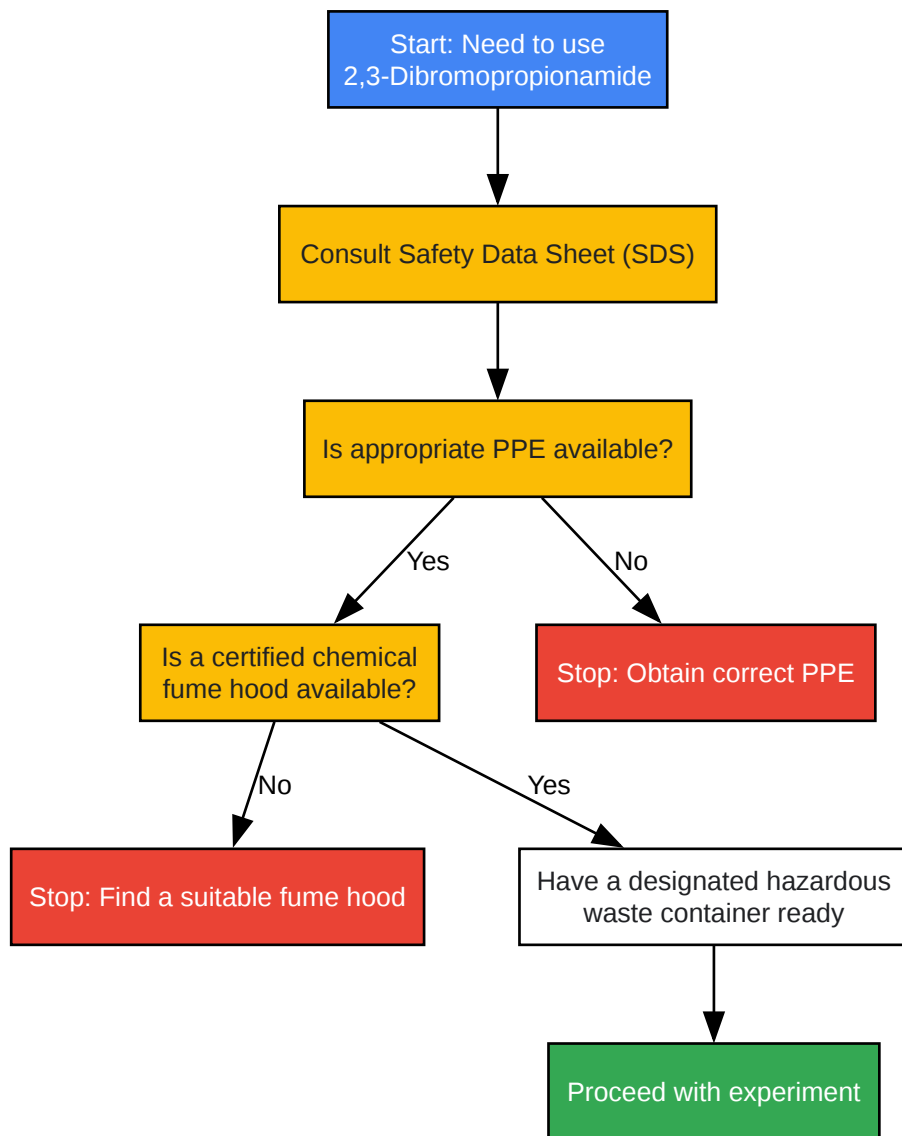 Start: Need to use
2,3-Dibromopropionamide
Consult Safety Data Sheet (SDS)
Is appropriate PPE available?
Yes
No
Is a certified chemical
fume hood available?
Stop: Obtain correct PPE
No
Yes
Stop: Find a suitable fume hood
Have a designated hazardous
waste container ready
Proceed with experiment